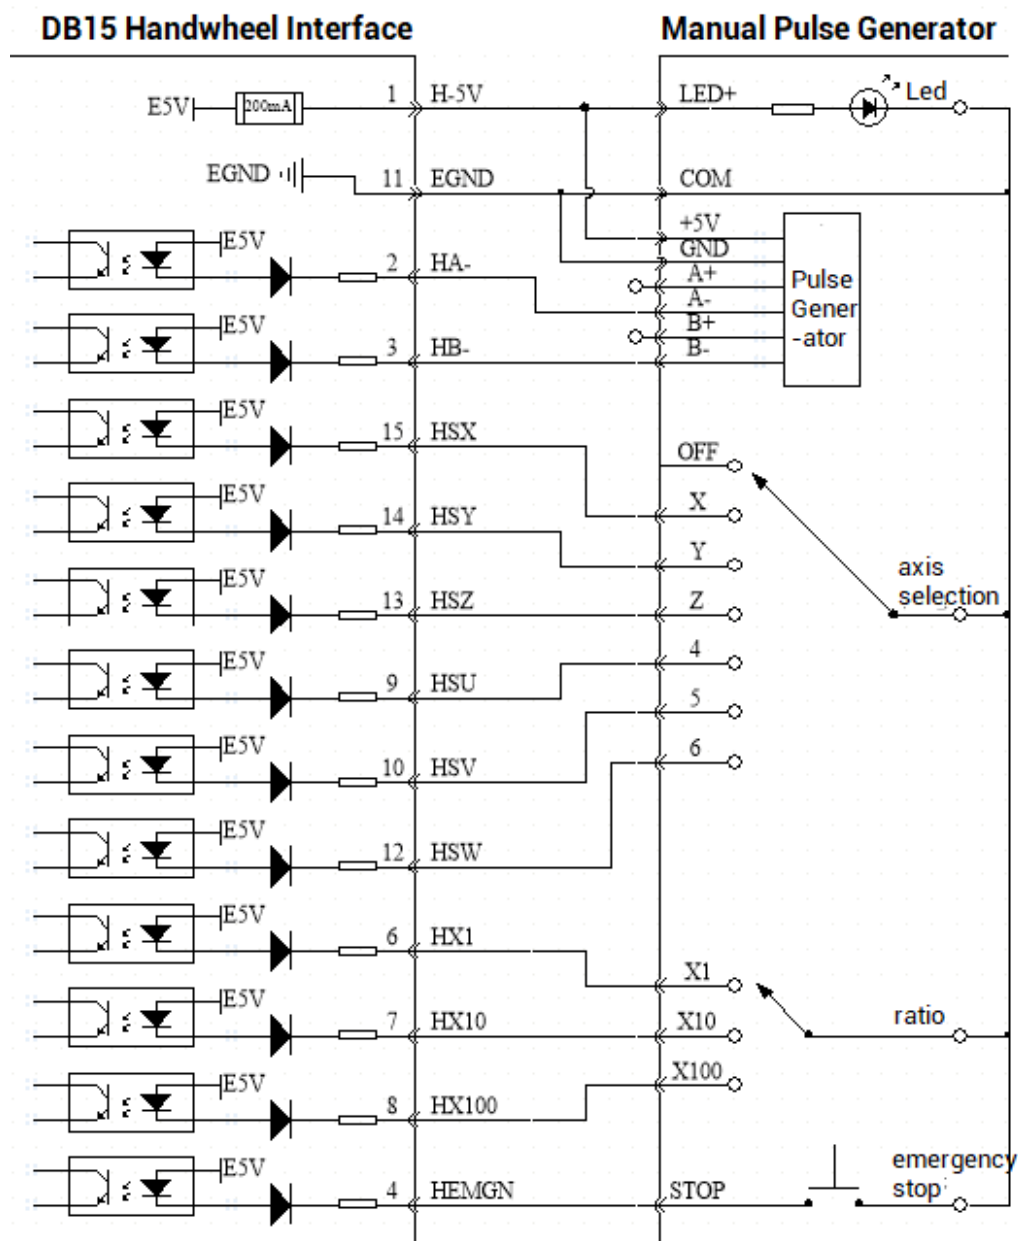 DB15 Handwheel Interface
Manual Pulse Generator
E5V
200mA
1
H-5V
LED+
Led
EGND
11
EGND
COM
E5V
+5V
GND
2
HA-
A+
A-
Pulse
Gener
-ator
E5V
B+
3
HB-
B-
E5V
15
HSX
OFF
E5V
X
14
HSY
Y
axis
selection
E5V
13
HSZ
Z
E5V
4
9
HSU
5
E5V
10
HSV
6
E5V
12
HSW
E5V
6
HX1
X1
E5V
7
HX10
X10
ratio
E5V
X100
8
HX100
E5V
4
HEMGN
STOP
emergency
stop